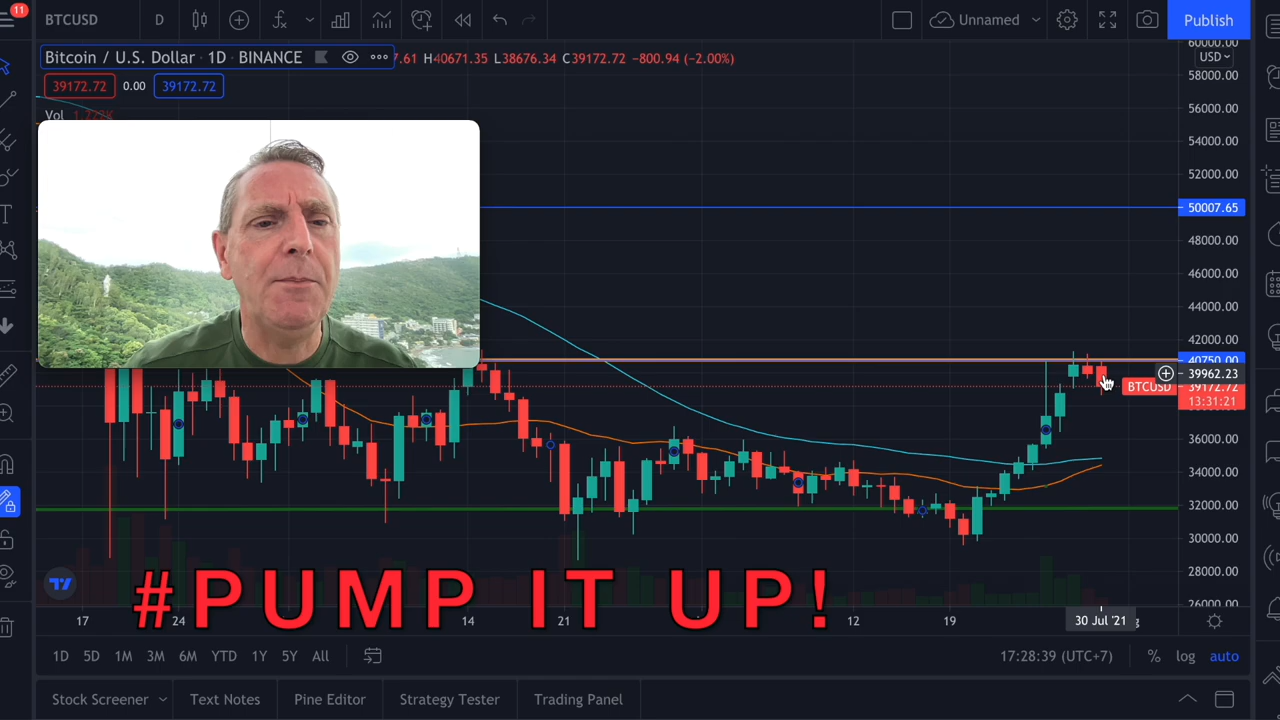 11
BTCUSD
D
Unnamed
Publish
Bitcoin / U.S. Dollar · 1D · BINANCE
7.61 H40671.35 L38676.34 C39172.72 −800.94 (−2.00%)
39172.72 0.00 39172.72
Vol 1.772K
60000.00
USD
58000.00
56000.00
54000.00
52000.00
50007.65
48000.00
46000.00
44000.00
42000.00
40750.00
39962.23
BTCUSD 39172.72
13:31:21
36000.00
34000.00
32000.00
30000.00
28000.00
26000.00
#PUMP IT UP!
17 24 14 21 12 19 30 Jul '21
1D 5D 1M 3M 6M YTD 1Y 5Y All
17:28:39 (UTC+7) % log auto
Stock Screener Text Notes Pine Editor Strategy Tester Trading Panel